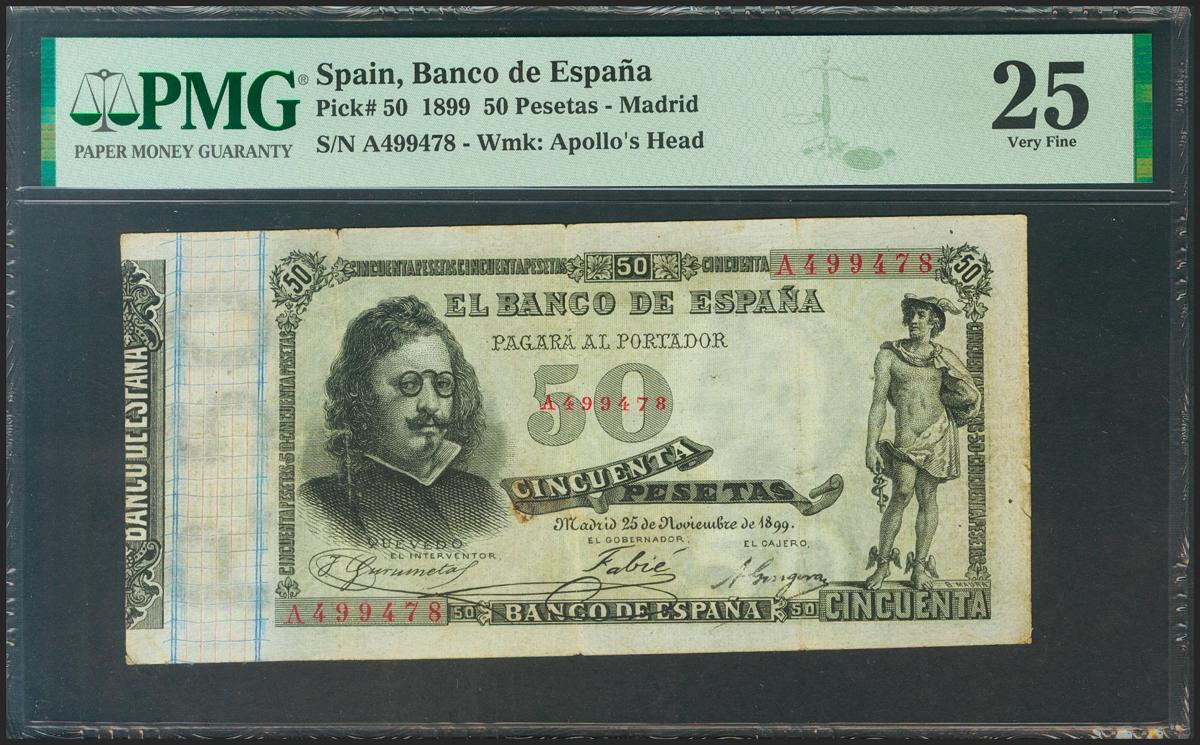 PMG®
PAPER MONEY GUARANTY
Spain, Banco de España
Pick# 50 1899 50 Pesetas - Madrid
S/N A499478 - Wmk: Apollo's Head
25
Very Fine
BANCO DE ESPAÑA
50
CINCUENTA PESETAS CINCUENTA PESETAS
50
CINCUENTA
A499478
50
EL BANCO DE ESPAÑA
PAGARÁ AL PORTADOR
50
A499478
CINCUENTA
PESETAS
Madrid 25 de Noviembre de 1899.
QUEVEDO
EL INTERVENTOR,
EL GOBERNADOR,
EL CAJERO,
Fabié
B. MAURA
A499478
50
BANCO DE ESPAÑA
50
CINCUENTA